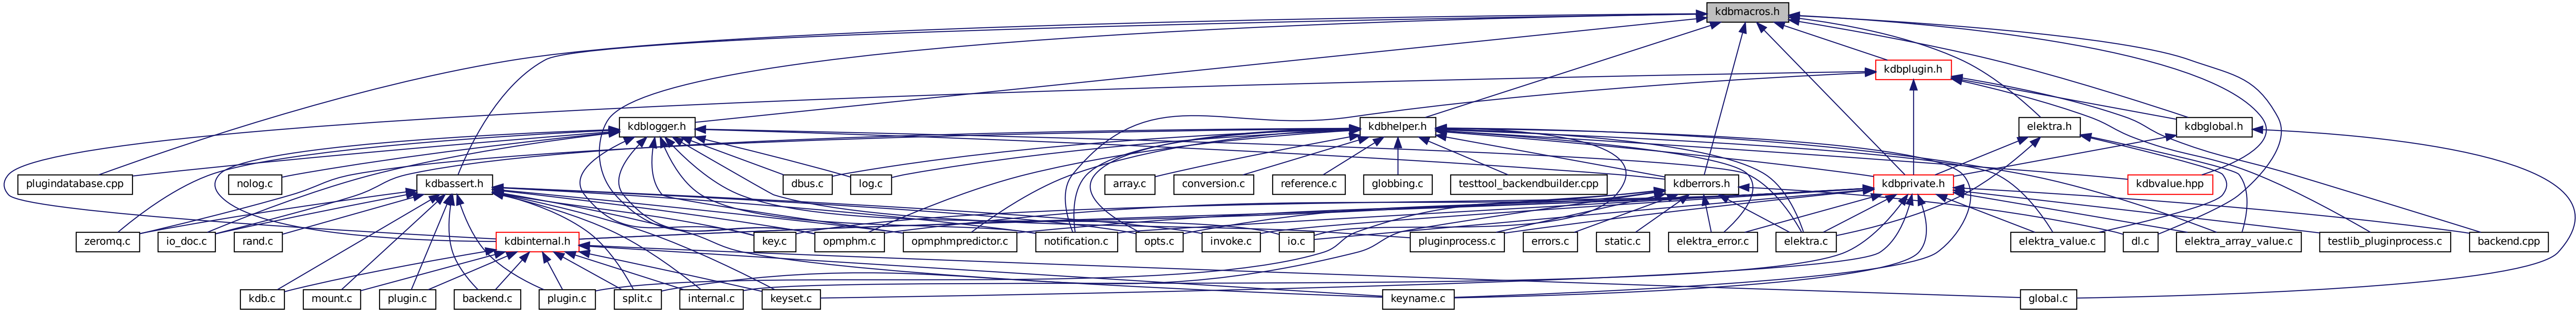 kdbmacros.h
kdbplugin.h
kdblogger.h
kdbhelper.h
elektra.h
kdbglobal.h
plugindatabase.cpp
nolog.c
kdbassert.h
dbus.c
log.c
array.c
conversion.c
reference.c
globbing.c
testtool_backendbuilder.cpp
kdberrors.h
kdbprivate.h
kdbvalue.hpp
zeromq.c
io_doc.c
rand.c
kdbinternal.h
key.c
opmphm.c
opmphmpredictor.c
notification.c
opts.c
invoke.c
io.c
pluginprocess.c
errors.c
static.c
elektra_error.c
elektra.c
elektra_value.c
dl.c
elektra_array_value.c
testlib_pluginprocess.c
backend.cpp
kdb.c
mount.c
plugin.c
backend.c
plugin.c
split.c
internal.c
keyset.c
keyname.c
global.c